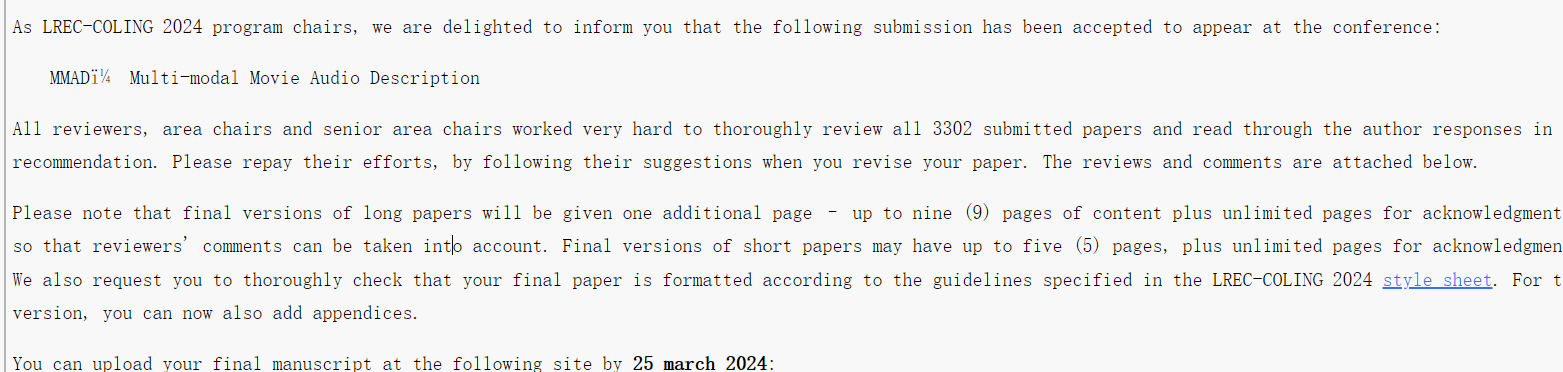 As LREC-COLING 2024 program chairs, we are delighted to inform you that the following submission has been accepted to appear at the conference:
MMADï¼ Multi-modal Movie Audio Description
All reviewers, area chairs and senior area chairs worked very hard to thoroughly review all 3302 submitted papers and read through the author responses in
recommendation. Please repay their efforts, by following their suggestions when you revise your paper. The reviews and comments are attached below.
Please note that final versions of long papers will be given one additional page – up to nine (9) pages of content plus unlimited pages for acknowledgment
so that reviewers’ comments can be taken into account. Final versions of short papers may have up to five (5) pages, plus unlimited pages for acknowledgmen
We also request you to thoroughly check that your final paper is formatted according to the guidelines specified in the LREC-COLING 2024 style sheet. For t
version, you can now also add appendices.
You can upload your final manuscript at the following site by 25 march 2024: